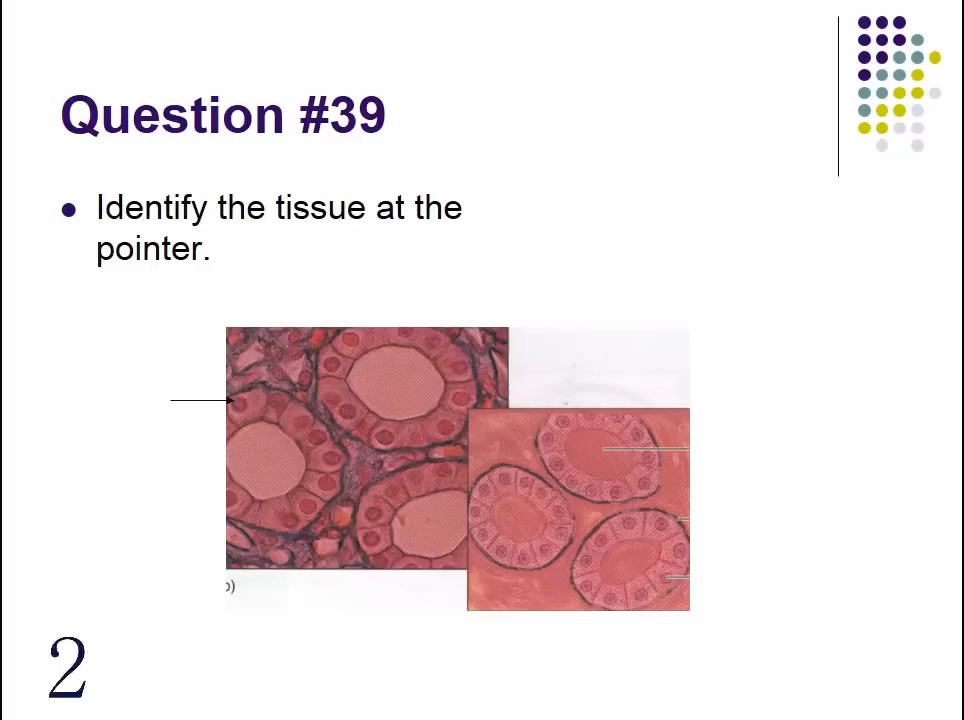 Question #39
Identify the tissue at the
pointer.
2